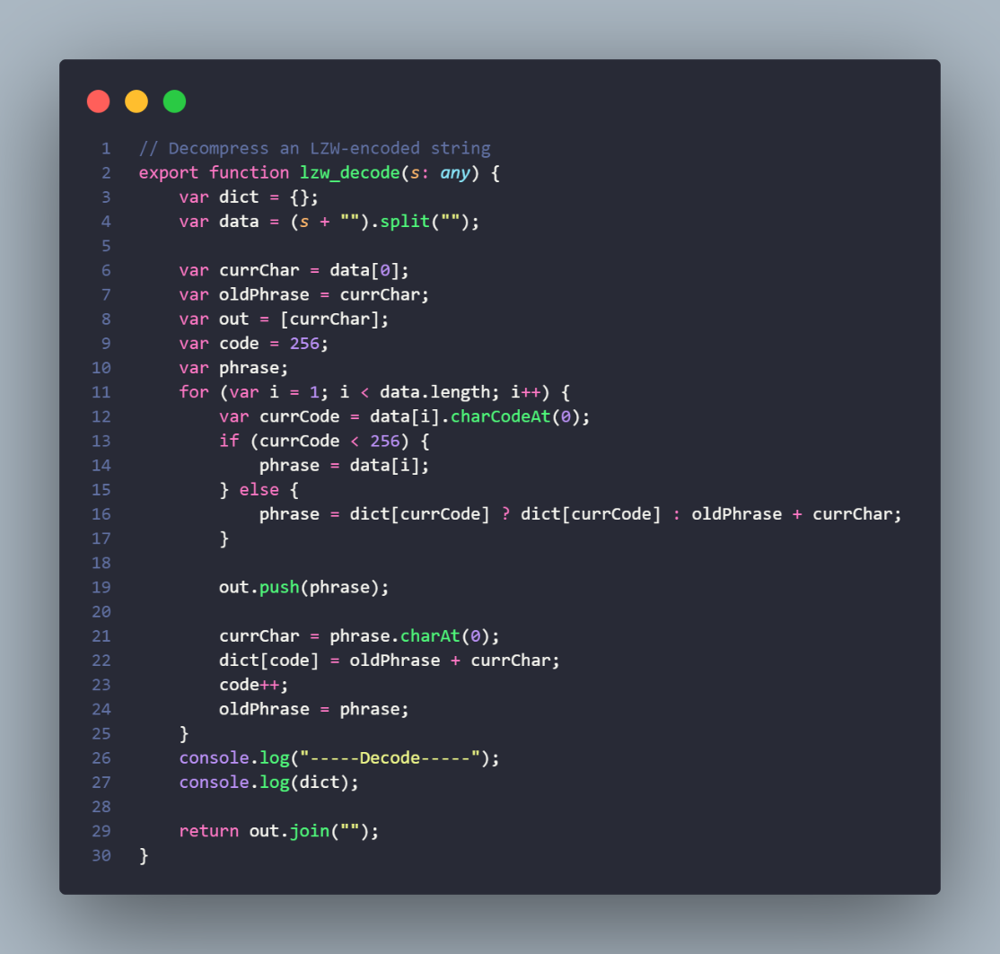 1 // Decompress an LZW-encoded string
2 export function lzw_decode(s: any) {
3     var dict = {};
4     var data = (s + "").split("");
5
6     var currChar = data[0];
7     var oldPhrase = currChar;
8     var out = [currChar];
9     var code = 256;
10     var phrase;
11     for (var i = 1; i < data.length; i++) {
12         var currCode = data[i].charCodeAt(0);
13         if (currCode < 256) {
14             phrase = data[i];
15         } else {
16             phrase = dict[currCode] ? dict[currCode] : oldPhrase + currChar;
17         }
18
19         out.push(phrase);
20
21         currChar = phrase.charAt(0);
22         dict[code] = oldPhrase + currChar;
23         code++;
24         oldPhrase = phrase;
25     }
26     console.log("-----Decode-----");
27     console.log(dict);
28
29     return out.join("");
30 }